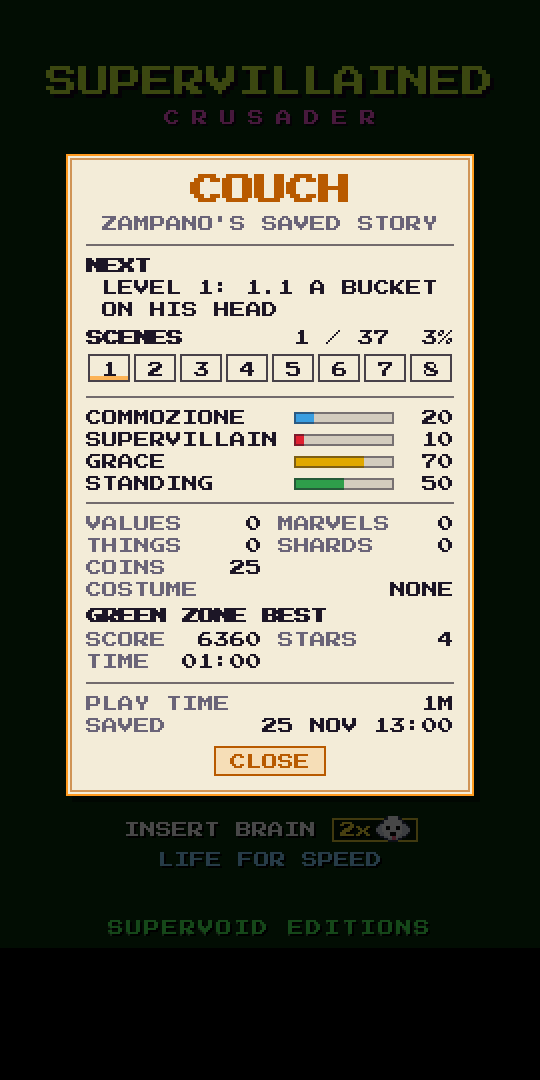 SUPERVILLAINED
CRUSADER
COUCH
ZAMPANO'S SAVED STORY
NEXT
LEVEL 1: 1.1 A BUCKET
ON HIS HEAD
SCENES 1 / 37 3%
1 2 3 4 5 6 7 8
COMMOZIONE 20
SUPERVILLAIN 10
GRACE 70
STANDING 50
VALUES 0 MARVELS 0
THINGS 0 SHARDS 0
COINS 25
COSTUME NONE
GREEN ZONE BEST
SCORE 6360 STARS 4
TIME 01:00
PLAY TIME 1M
SAVED 25 NOV 13:00
CLOSE
INSERT BRAIN 2x
LIFE FOR SPEED
SUPERVOID EDITIONS